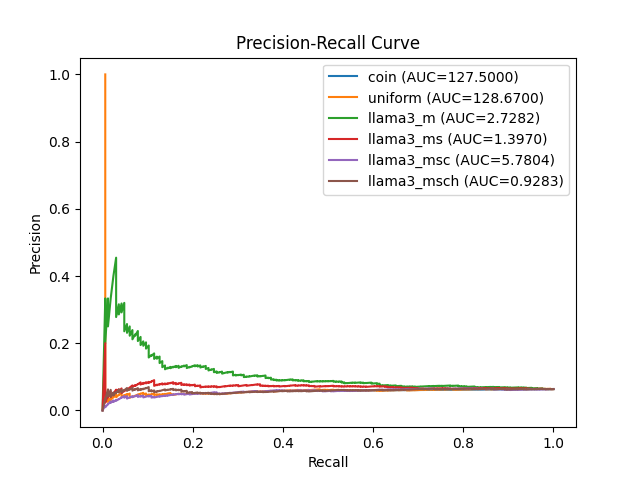 Precision-Recall Curve
coin (AUC=127.5000)
uniform (AUC=128.6700)
llama3_m (AUC=2.7282)
llama3_ms (AUC=1.3970)
llama3_msc (AUC=5.7804)
llama3_msch (AUC=0.9283)
Precision
1.0
0.8
0.6
0.4
0.2
0.0
0.0 0.2 0.4 0.6 0.8 1.0
Recall